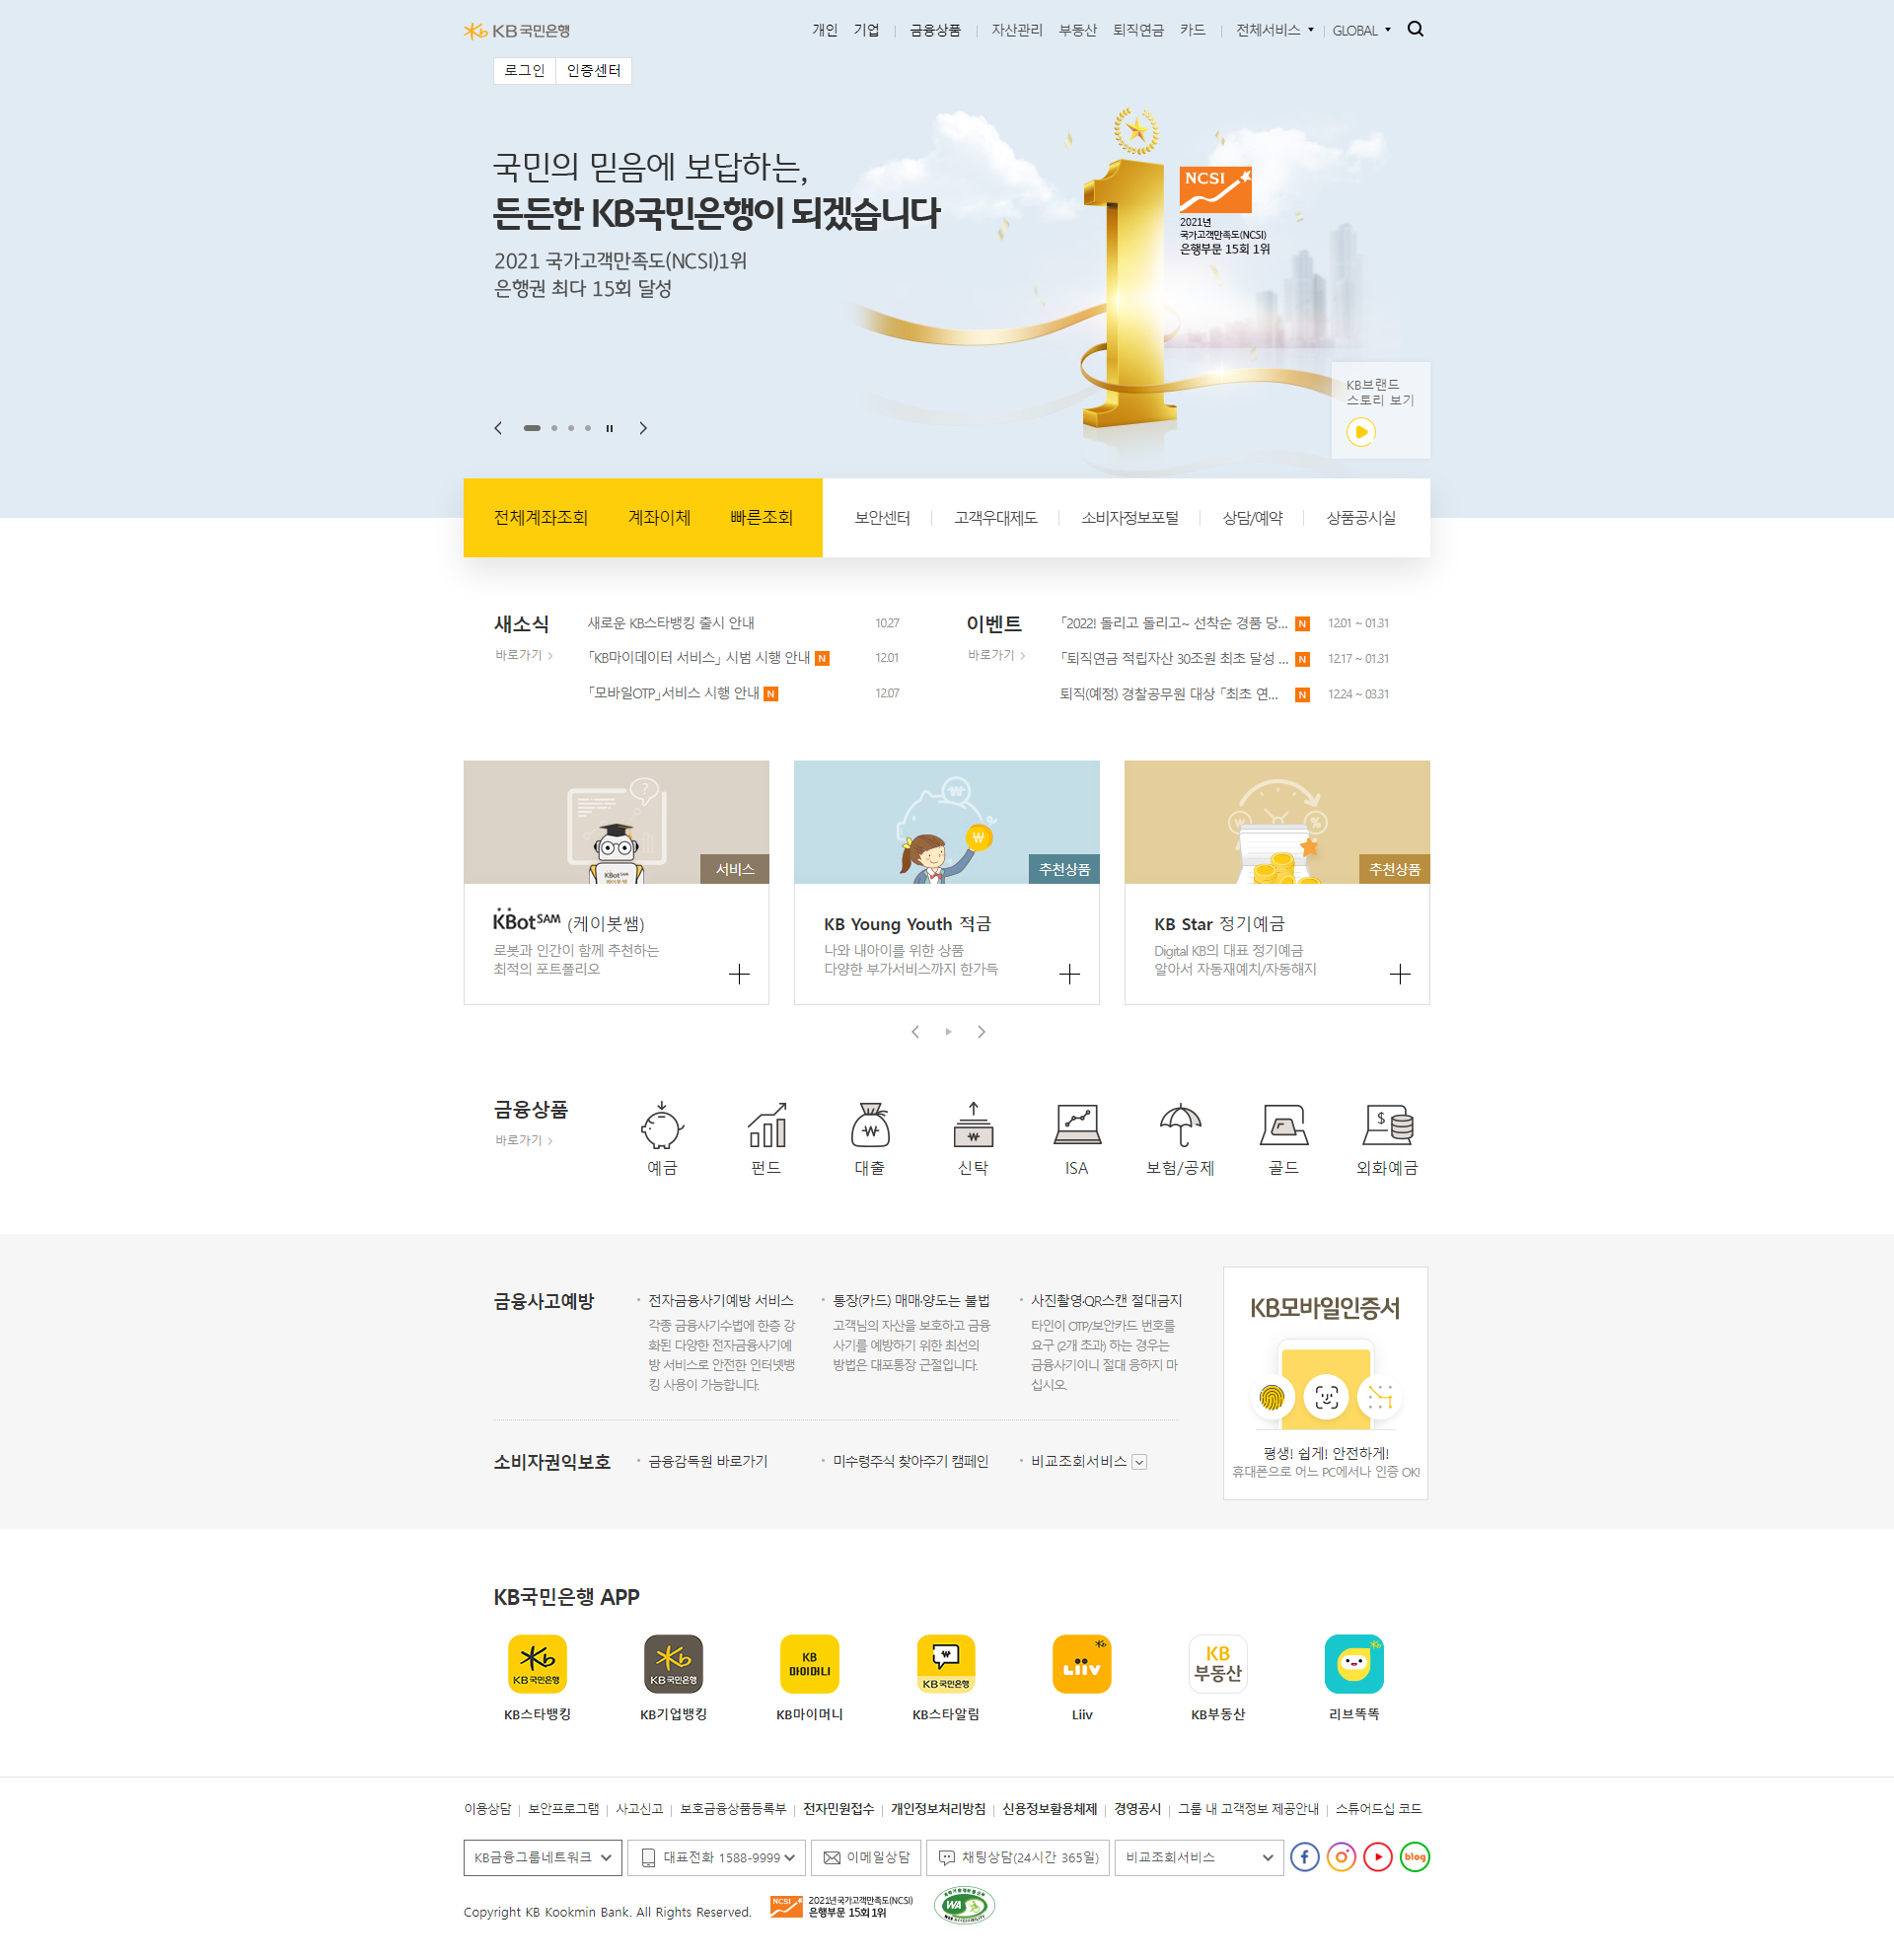 KB 국민은행
개인 기업 금융상품 자산관리 부동산 퇴직연금 카드 전체서비스 GLOBAL
로그인 인증센터
국민의 믿음에 보답하는,
든든한 KB국민은행이 되겠습니다
2021 국가고객만족도(NCSI)1위
은행권 최다 15회 달성
NCSI
2021년
국가고객만족도(NCSI)
은행부문 15회 1위
KB브랜드
스토리 보기
전체계좌조회 계좌이체 빠른조회 보안센터 고객우대제도 소비자정보포털 상담/예약 상품공시실
새소식
바로가기
새로운 KB스타뱅킹 출시 안내 10.27
「KB마이데이터 서비스」 시범 시행 안내 N 12.01
「모바일OTP」서비스 시행 안내 N 12.07
이벤트
바로가기
「2022! 돌리고 돌리고~ 선착순 경품 당... N 12.01 ~ 01.31
「퇴직연금 적립자산 30조원 최초 달성 ... N 12.17 ~ 01.31
퇴직(예정) 경찰공무원 대상 「최초 연... N 12.24 ~ 03.31
서비스
KBot SAM (케이봇쌤)
로봇과 인간이 함께 추천하는
최적의 포트폴리오
추천상품
KB Young Youth 적금
나와 내아이를 위한 상품
다양한 부가서비스까지 한가득
추천상품
KB Star 정기예금
Digital KB의 대표 정기예금
알아서 자동재예치/자동해지
금융상품
바로가기
예금 펀드 대출 신탁 ISA 보험/공제 골드 외화예금
금융사고예방
전자금융사기예방 서비스
각종 금융사기수법에 한층 강
화된 다양한 전자금융사기예
방 서비스로 안전한 인터넷뱅
킹 사용이 가능합니다.
통장(카드) 매매·양도는 불법
고객님의 자산을 보호하고 금융
사기를 예방하기 위한 최선의
방법은 대포통장 근절입니다.
사진촬영·QR스캔 절대금지
타인이 OTP/보안카드 번호를
요구 (2개 초과) 하는 경우는
금융사기이니 절대 응하지 마
십시오.
소비자권익보호
금융감독원 바로가기 미수령주식 찾아주기 캠페인 비교조회서비스
KB모바일인증서
평생! 쉽게! 안전하게!
휴대폰으로 어느 PC에서나 인증 OK!
KB국민은행 APP
KB 국민은행
KB 국민은행
KB
마이머니
KB 국민은행
Liiv
KB
부동산
KB스타뱅킹 KB기업뱅킹 KB마이머니 KB스타알림 Liiv KB부동산 리브똑똑
이용상담 보안프로그램 사고신고 보호금융상품등록부 전자민원접수 개인정보처리방침 신용정보활용체제 경영공시 그룹 내 고객정보 제공안내 스튜어드십 코드
KB금융그룹네트워크 대표전화 1588-9999 이메일상담 채팅상담(24시간 365일) 비교조회서비스 blog
Copyright KB Kookmin Bank. All Rights Reserved.
NCSI
2021년국가고객만족도(NCSI)
은행부문 15회 1위
WA